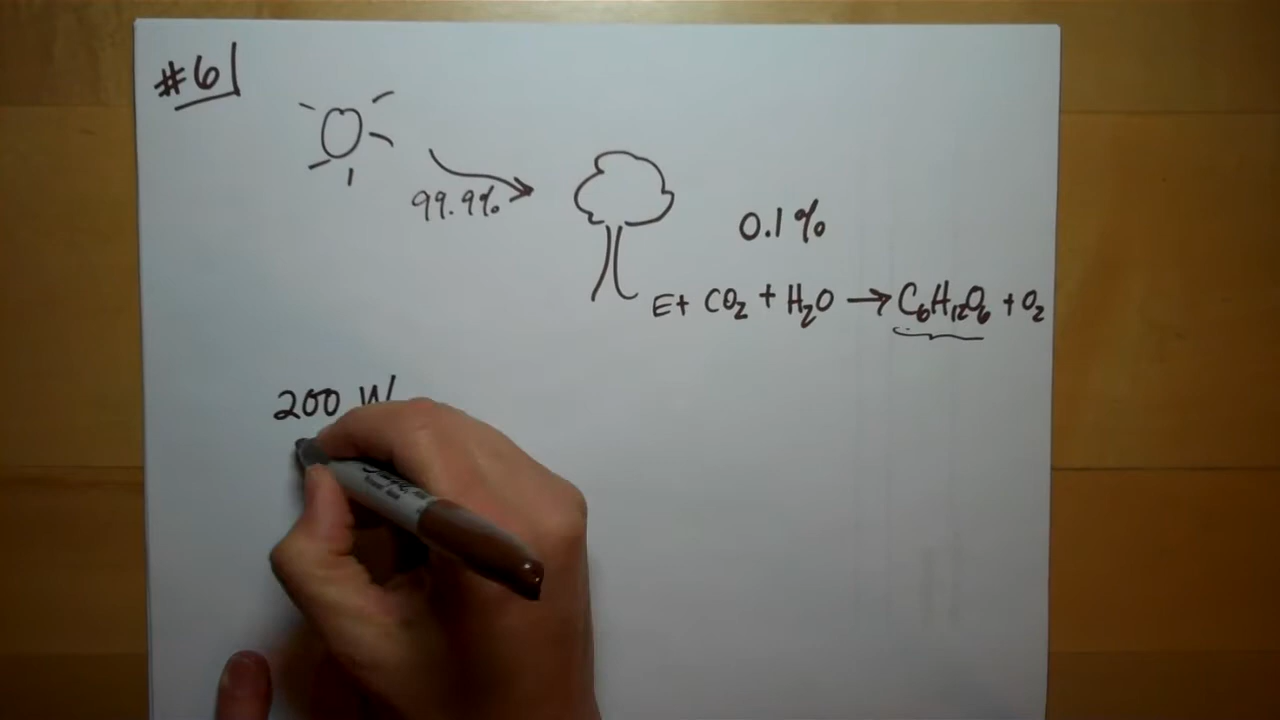 #6
99.9%
0.1%
E+ CO₂ + H₂O → C₆H₁₂O₆ + O₂
200 W